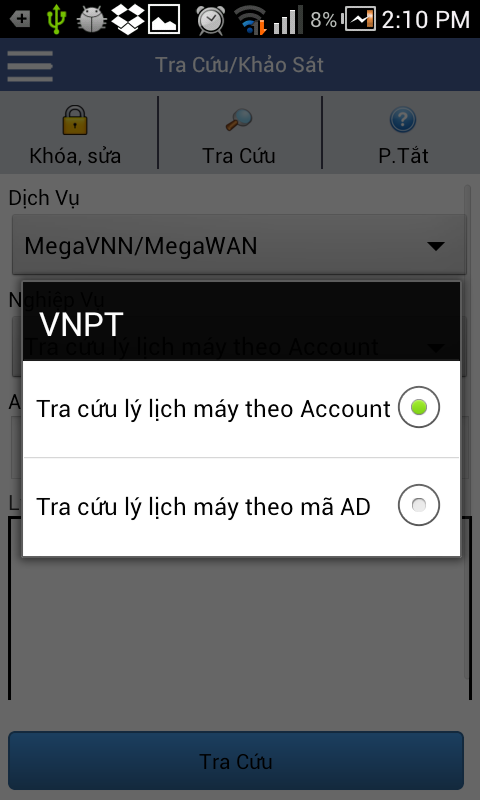 8% 2:10 PM
Tra Cứu/Khảo Sát
Khóa, sửa Tra Cứu P.Tắt
Dịch Vụ
MegaVNN/MegaWAN
Nghiệp Vụ
VNPT
Tra cứu lý lịch máy theo Account
Tra cứu lý lịch máy theo Account
Tra cứu lý lịch máy theo mã AD
Tra Cứu